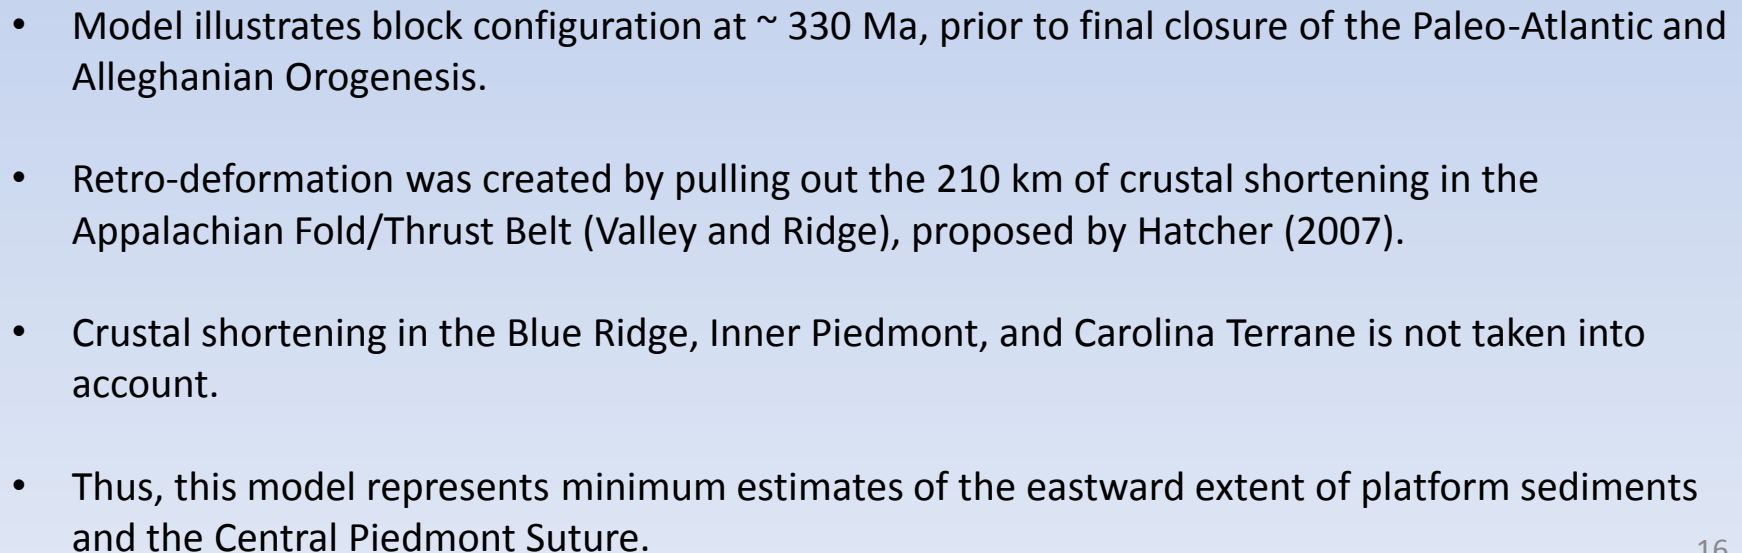 • Model illustrates block configuration at ~ 330 Ma, prior to final closure of the Paleo-Atlantic and
Alleghanian Orogenesis.
• Retro-deformation was created by pulling out the 210 km of crustal shortening in the
Appalachian Fold/Thrust Belt (Valley and Ridge), proposed by Hatcher (2007).
• Crustal shortening in the Blue Ridge, Inner Piedmont, and Carolina Terrane is not taken into
account.
• Thus, this model represents minimum estimates of the eastward extent of platform sediments
and the Central Piedmont Suture.
16